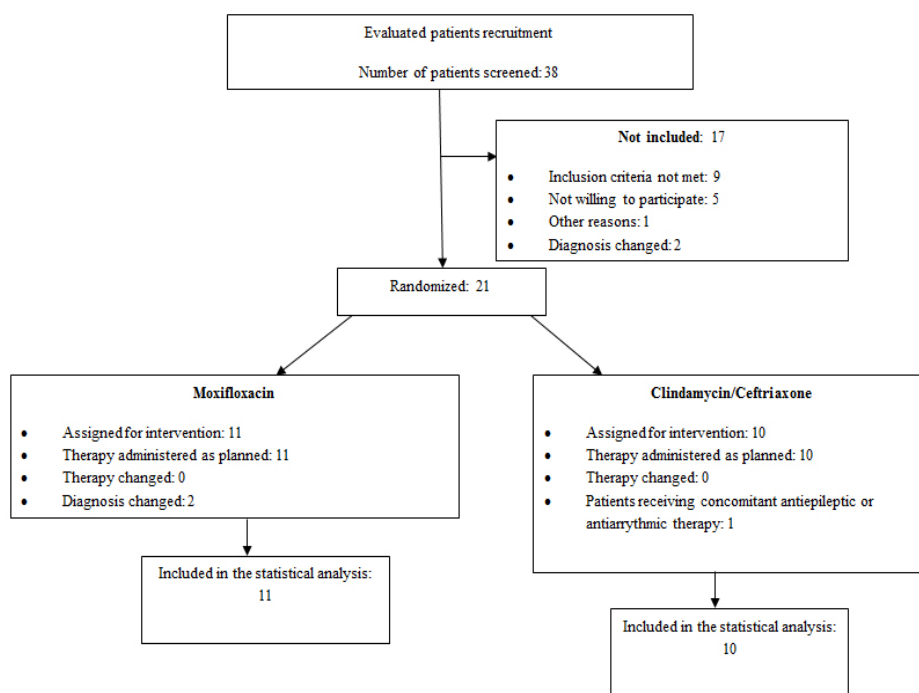 Evaluated patients recruitment
Number of patients screened: 38
Not included: 17
• Inclusion criteria not met: 9
• Not willing to participate: 5
• Other reasons: 1
• Diagnosis changed: 2
Randomized: 21
Moxifloxacin
• Assigned for intervention: 11
• Therapy administered as planned: 11
• Therapy changed: 0
• Diagnosis changed: 2
Clindamycin/Ceftriaxone
• Assigned for intervention: 10
• Therapy administered as planned: 10
• Therapy changed: 0
• Patients receiving concomitant antiepileptic or
antiarrythmic therapy: 1
Included in the statistical analysis:
11
Included in the statistical analysis:
10